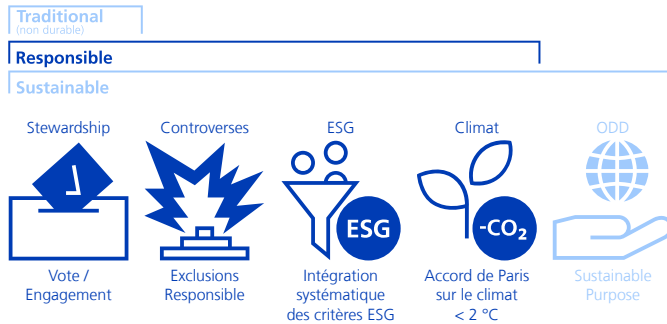 Traditional
(non durable)
Responsible
Sustainable
Stewardship
Controverses
ESG
Climat
ODD
ESG
-CO₂
Vote /
Engagement
Exclusions
Responsible
Intégration
systématique
des critères ESG
Accord de Paris
sur le climat
< 2 °C
Sustainable
Purpose